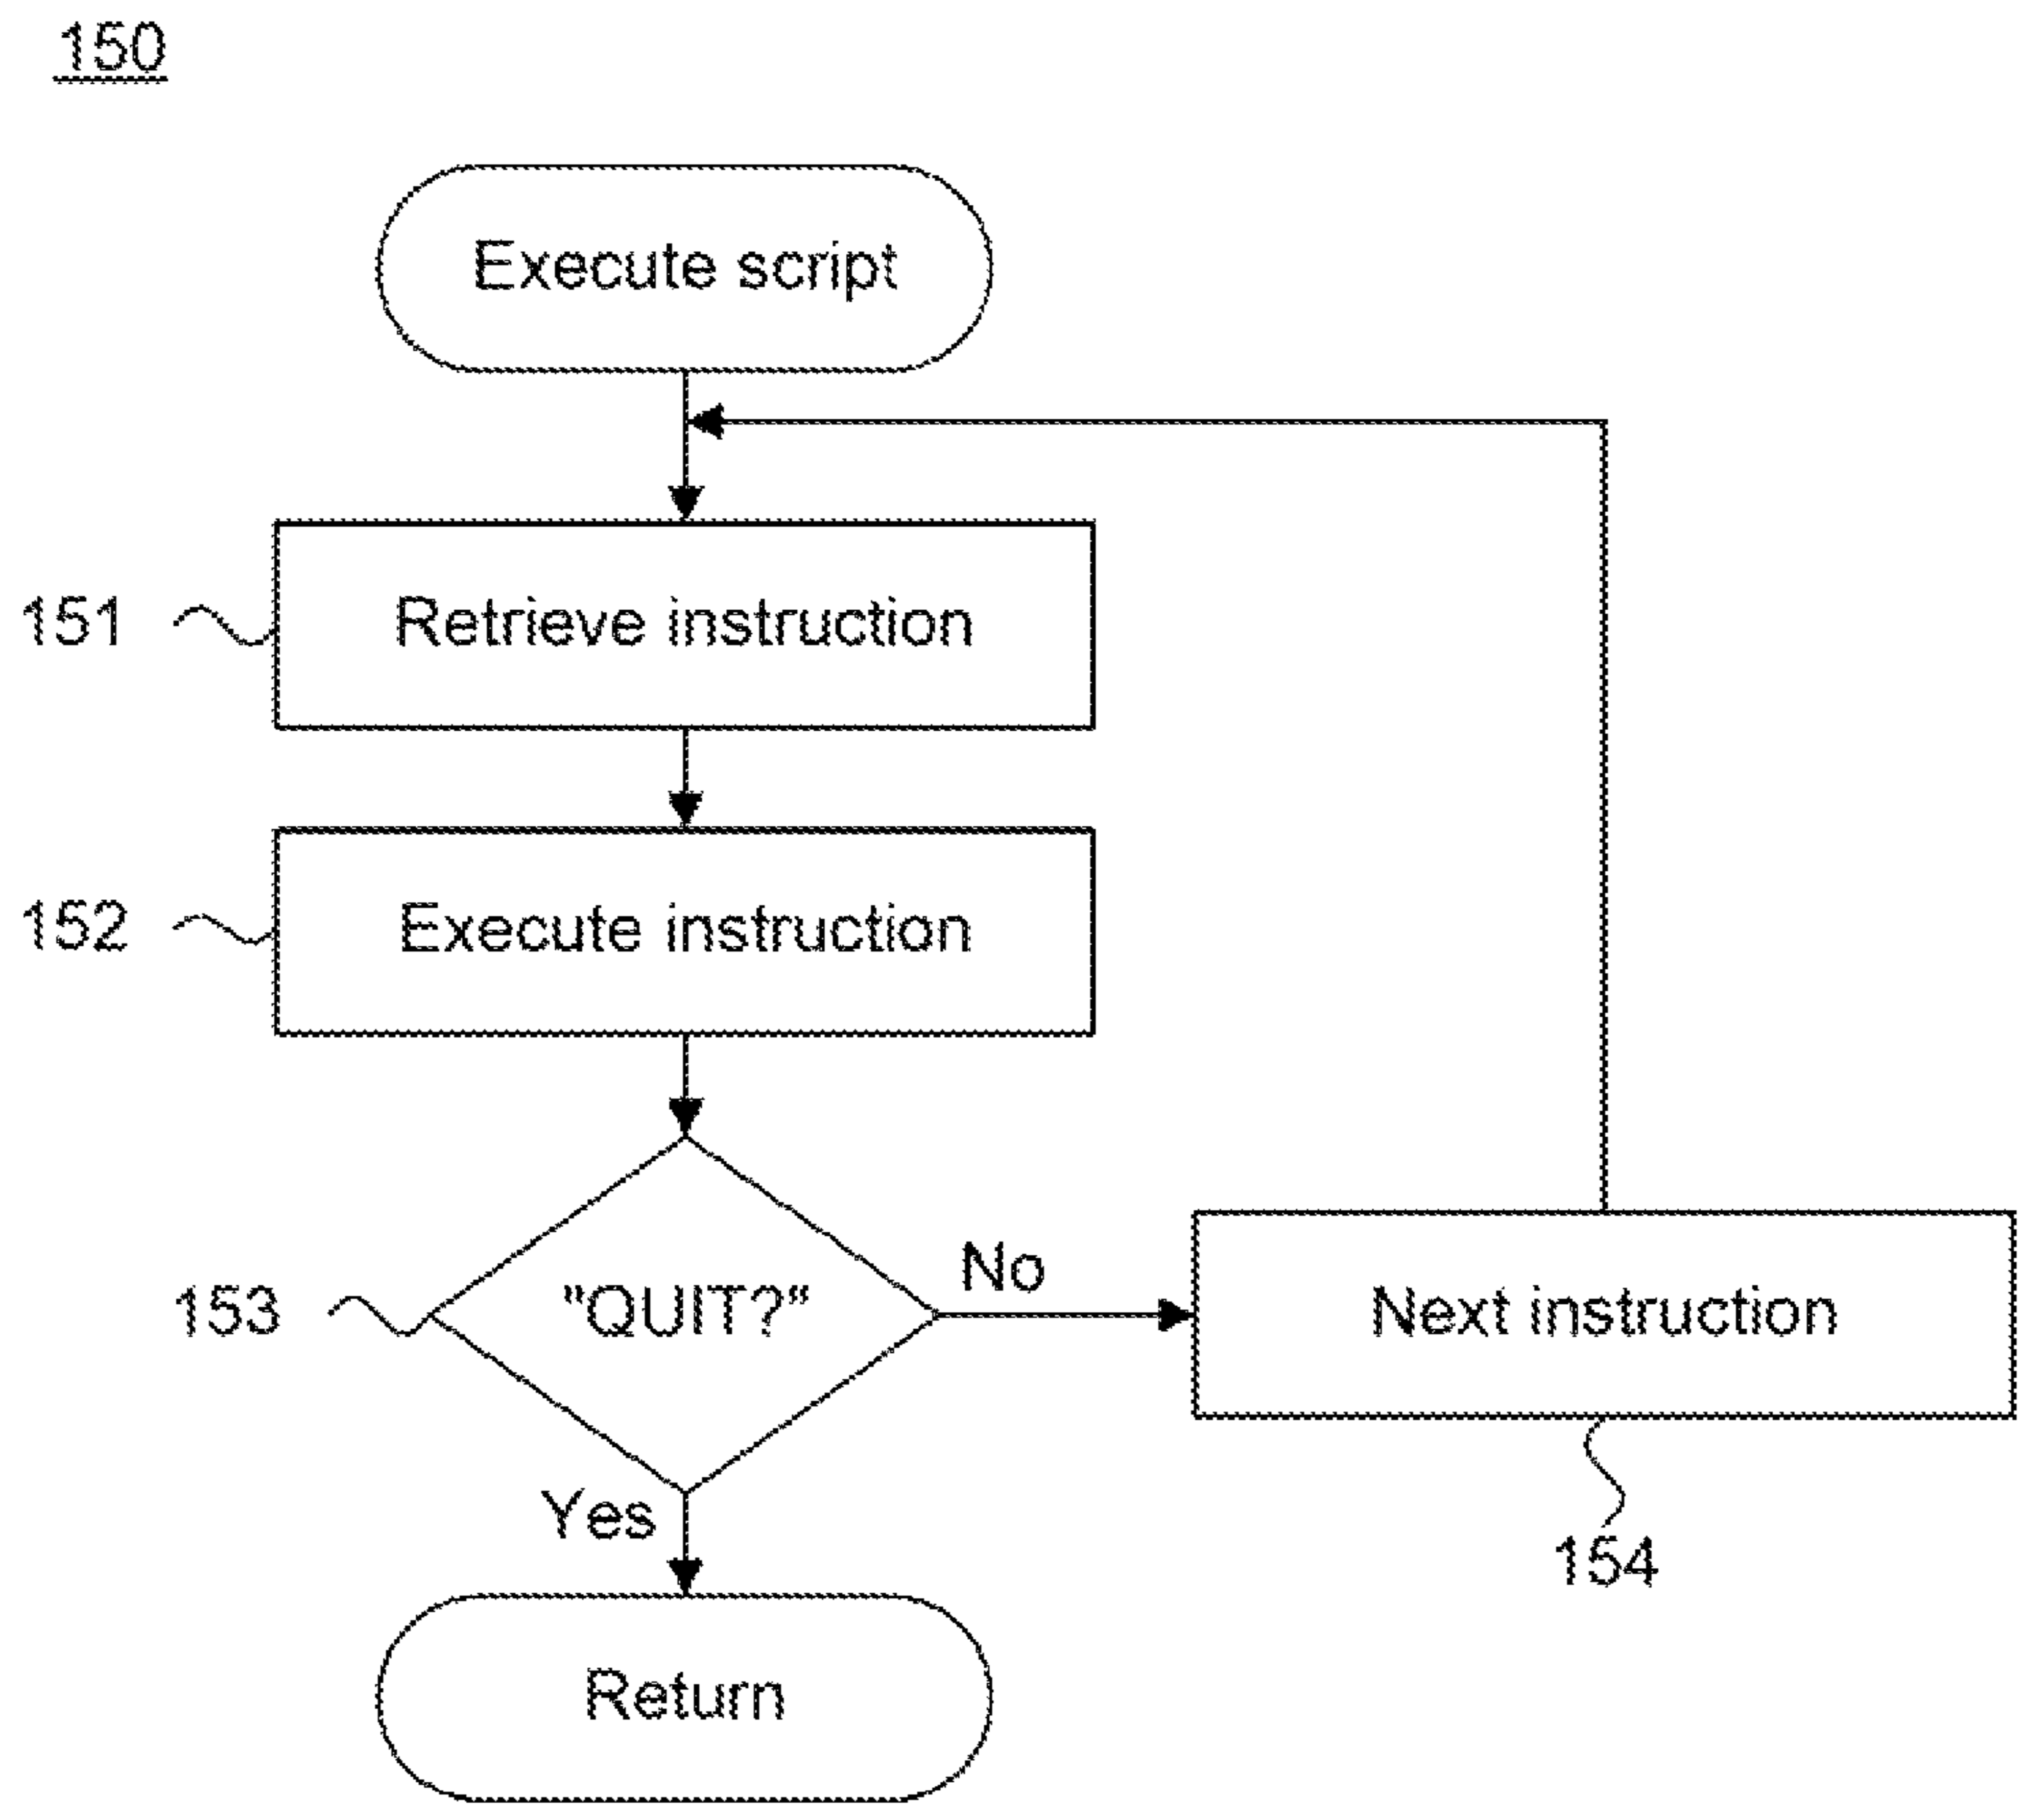 150
Execute script
151
Retrieve instruction
152
Execute instruction
153
"QUIT?"
No
Next instruction
Yes
154
Return